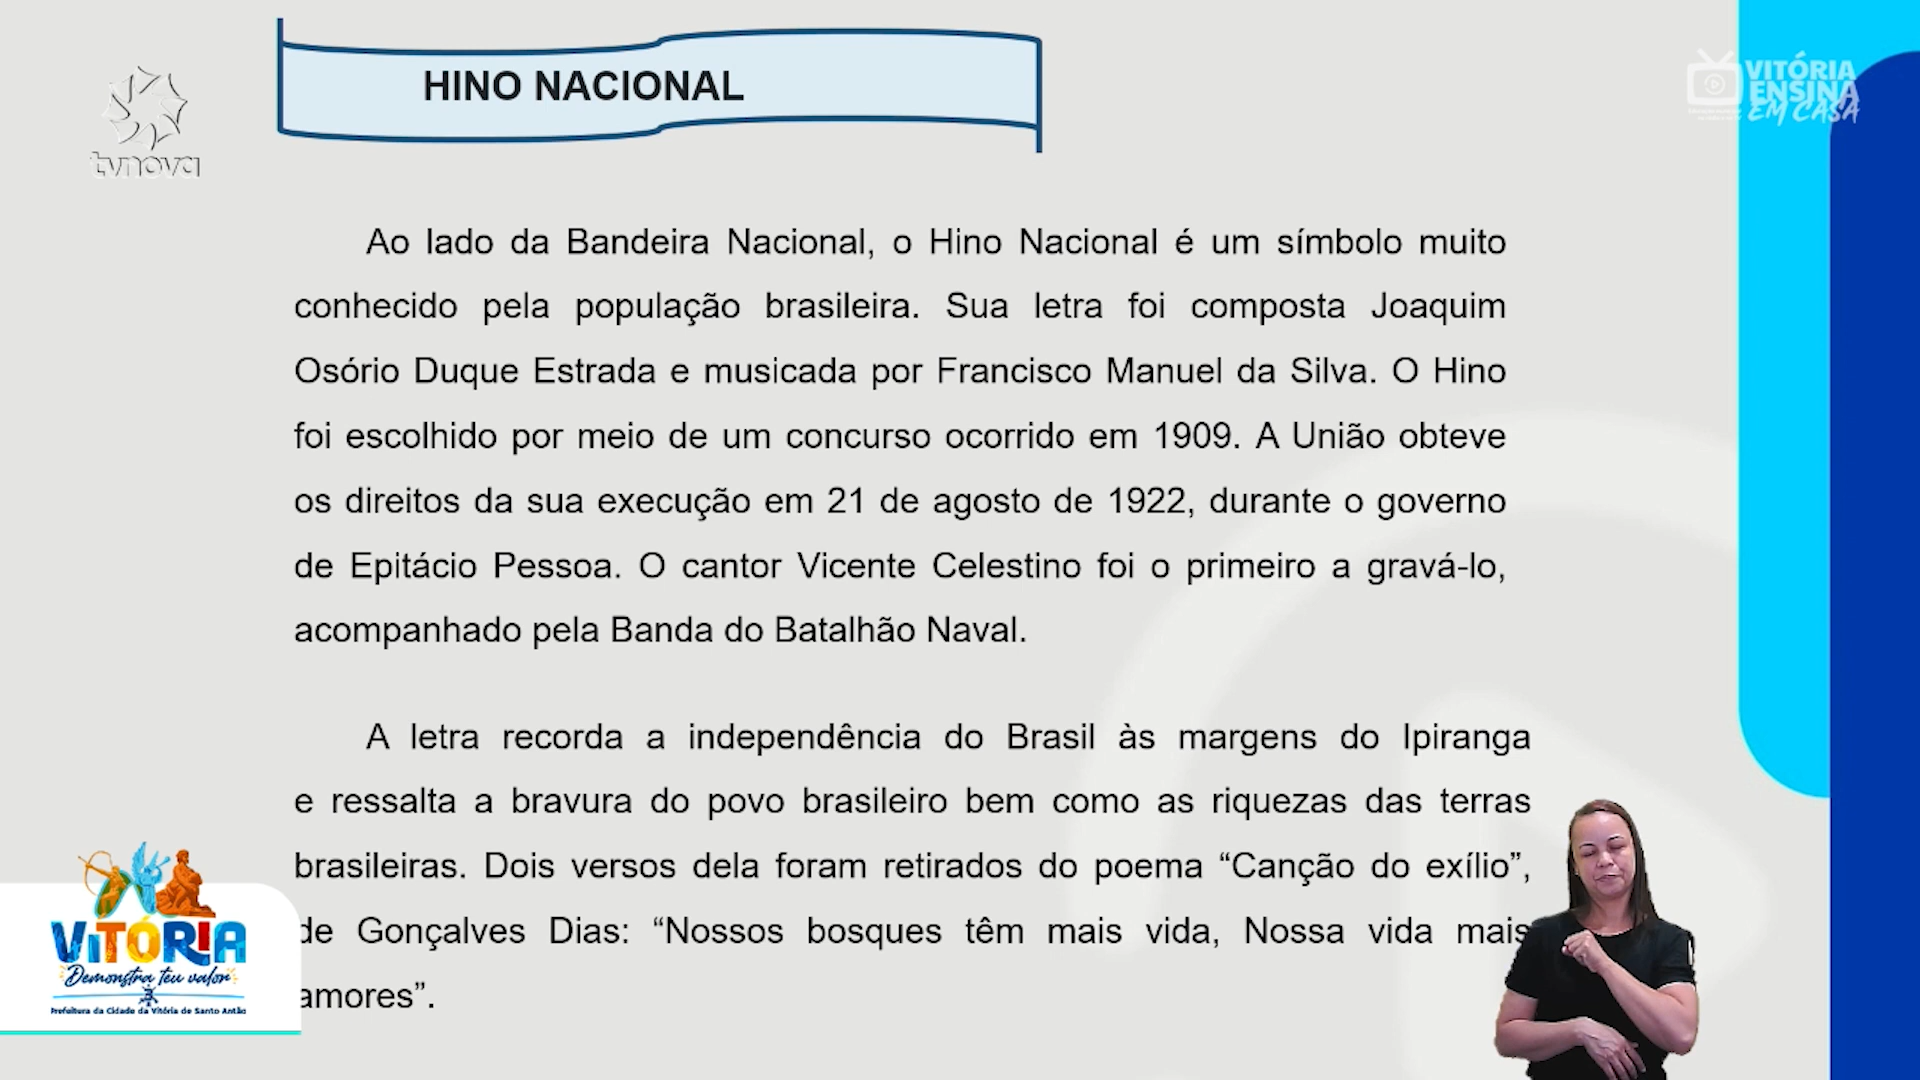 HINO NACIONAL
tvnova
VITÓRIA
ENSINA
EM CASA
Ao lado da Bandeira Nacional, o Hino Nacional é um símbolo muito
conhecido pela população brasileira. Sua letra foi composta Joaquim
Osório Duque Estrada e musicada por Francisco Manuel da Silva. O Hino
foi escolhido por meio de um concurso ocorrido em 1909. A União obteve
os direitos da sua execução em 21 de agosto de 1922, durante o governo
de Epitácio Pessoa. O cantor Vicente Celestino foi o primeiro a gravá-lo,
acompanhado pela Banda do Batalhão Naval.
A letra recorda a independência do Brasil às margens do Ipiranga
e ressalta a bravura do povo brasileiro bem como as riquezas das terras
brasileiras. Dois versos dela foram retirados do poema “Canção do exílio”,
de Gonçalves Dias: “Nossos bosques têm mais vida, Nossa vida mais
amores”.
VITÓRIA
Demonstra teu valor
Prefeitura da Cidade da Vitória de Santo Antão